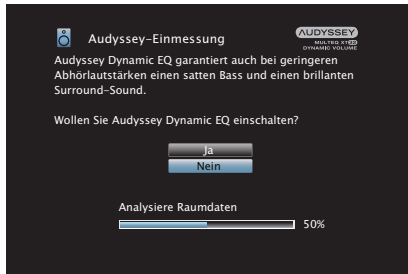 Audyssey-Einmessung
AUDYSSEY
MULTEQ XT32
DYNAMIC VOLUME
Audyssey Dynamic EQ garantiert auch bei geringeren
Abhörlautstärken einen satten Bass und einen brillanten
Surround-Sound.
Wollen Sie Audyssey Dynamic EQ einschalten?
Ja
Nein
Analysiere Raumdaten
50%